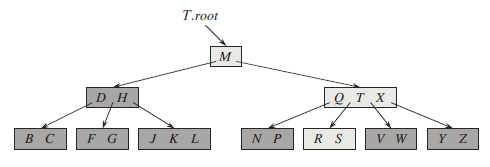 T.root
M
D H
Q T X
B C
F G
J K L
N P
R S
V W
Y Z